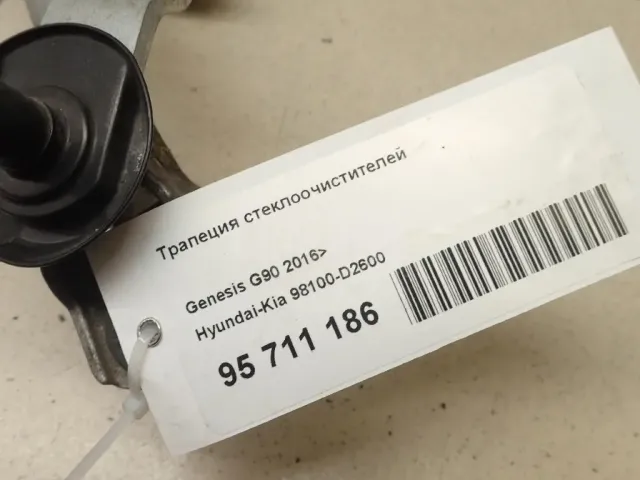 Трапеция стеклоочистителей
Genesis G90 2016>
Hyundai-Kia 98100-D2600
95 711 186